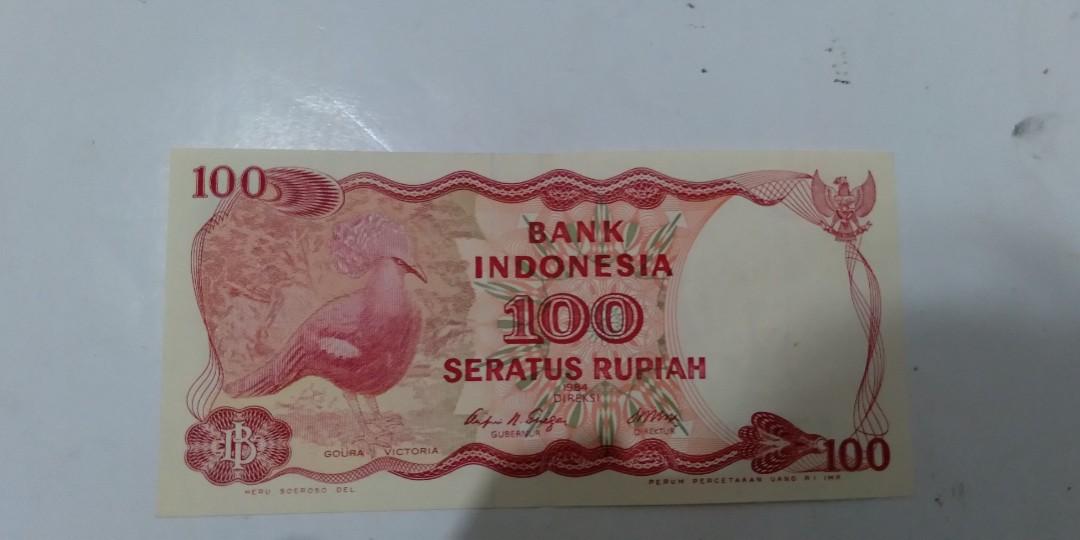 100
BANK
INDONESIA
100
SERATUS RUPIAH
1984
DIREKSI
GUBERNUR
DIREKTUR
GOURA VICTORIA
100
HERU SOEROSO DEL.
PERUM PERCETAKAN UANG RI IMP.